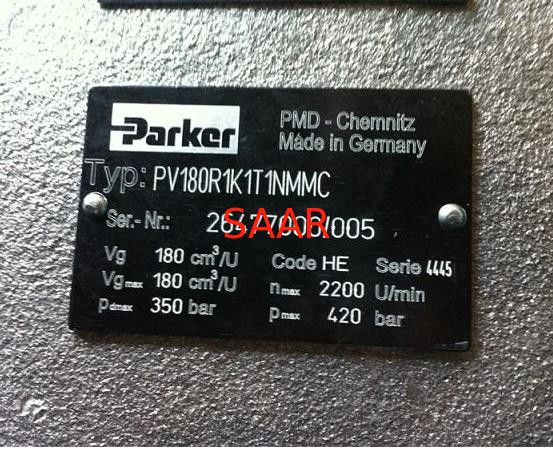 Parker
PMD - Chemnitz
Made in Germany
Typ: PV180R1K1T1NMMC
Ser.-Nr.:
SAAR
Vg 180 cm³/U Code HE Serie 4445
Vgmax 180 cm³/U nmax 2200 U/min
pdmax 350 bar pmax 420 bar